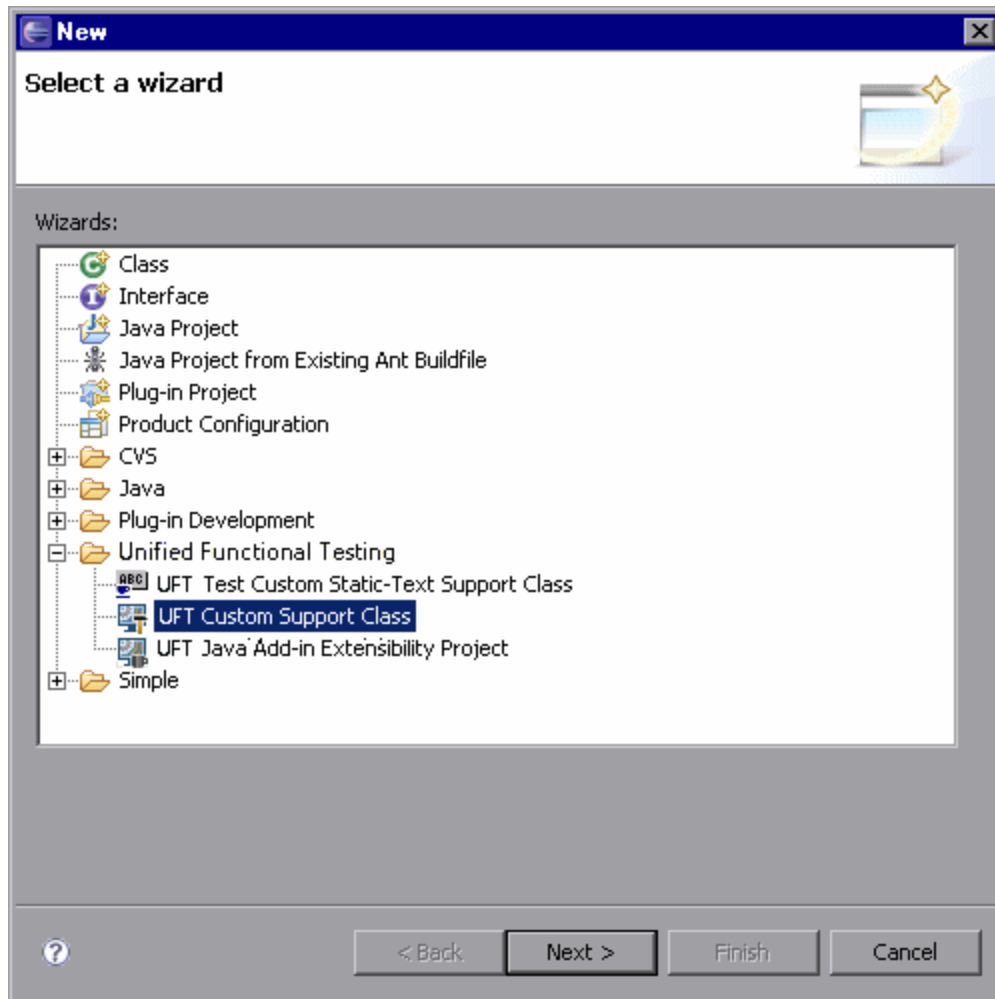 New
Select a wizard
Wizards:
Class
Interface
Java Project
Java Project from Existing Ant Buildfile
Plug-in Project
Product Configuration
CVS
Java
Plug-in Development
Unified Functional Testing
ABC UFT Test Custom Static-Text Support Class
UFT Custom Support Class
UFT Java Add-in Extensibility Project
Simple
? < Back Next > Finish Cancel